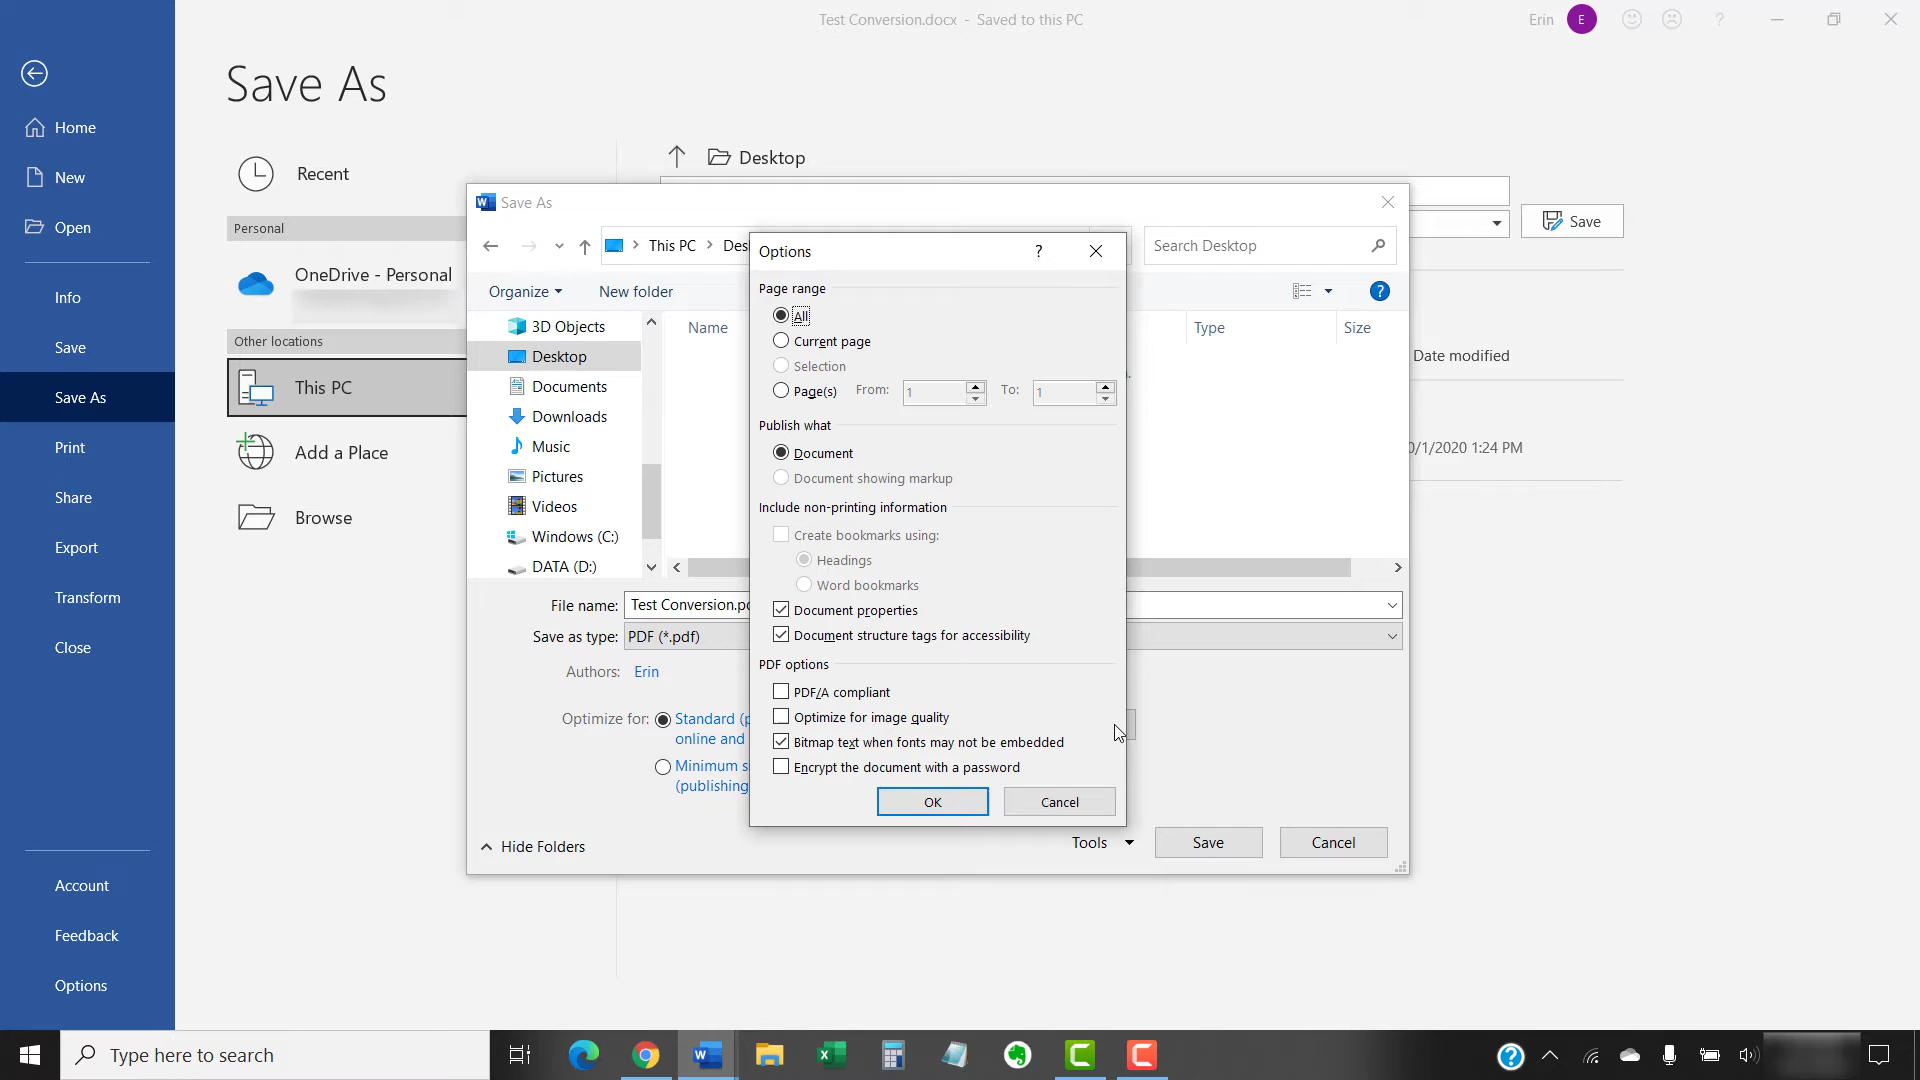 Test Conversion.docx - Saved to this PC
Erin
E
?
Save As
Home
New
Open
Info
Save
Save As
Print
Share
Export
Transform
Close
Account
Feedback
Options
Recent
Personal
OneDrive - Personal
Other locations
This PC
Add a Place
Browse
Desktop
Save
Date modified
0/1/2020 1:24 PM
W Save As
This PC
Search Desktop
Organize
New folder
?
3D Objects
Desktop
Documents
Downloads
Music
Pictures
Videos
Windows (C:)
DATA (D:)
Name
Type
Size
File name: Test Conversion
Save as type: PDF (*.pdf)
Authors: Erin
Optimize for: Standard
online and
Minimum
(publishing
Hide Folders
Tools
Save
Cancel
Options
?
Page range
All
Current page
Selection
Page(s) From: 1 To: 1
Publish what
Document
Document showing markup
Include non-printing information
Create bookmarks using:
Headings
Word bookmarks
Document properties
Document structure tags for accessibility
PDF options
PDF/A compliant
Optimize for image quality
Bitmap text when fonts may not be embedded
Encrypt the document with a password
OK
Cancel
Type here to search